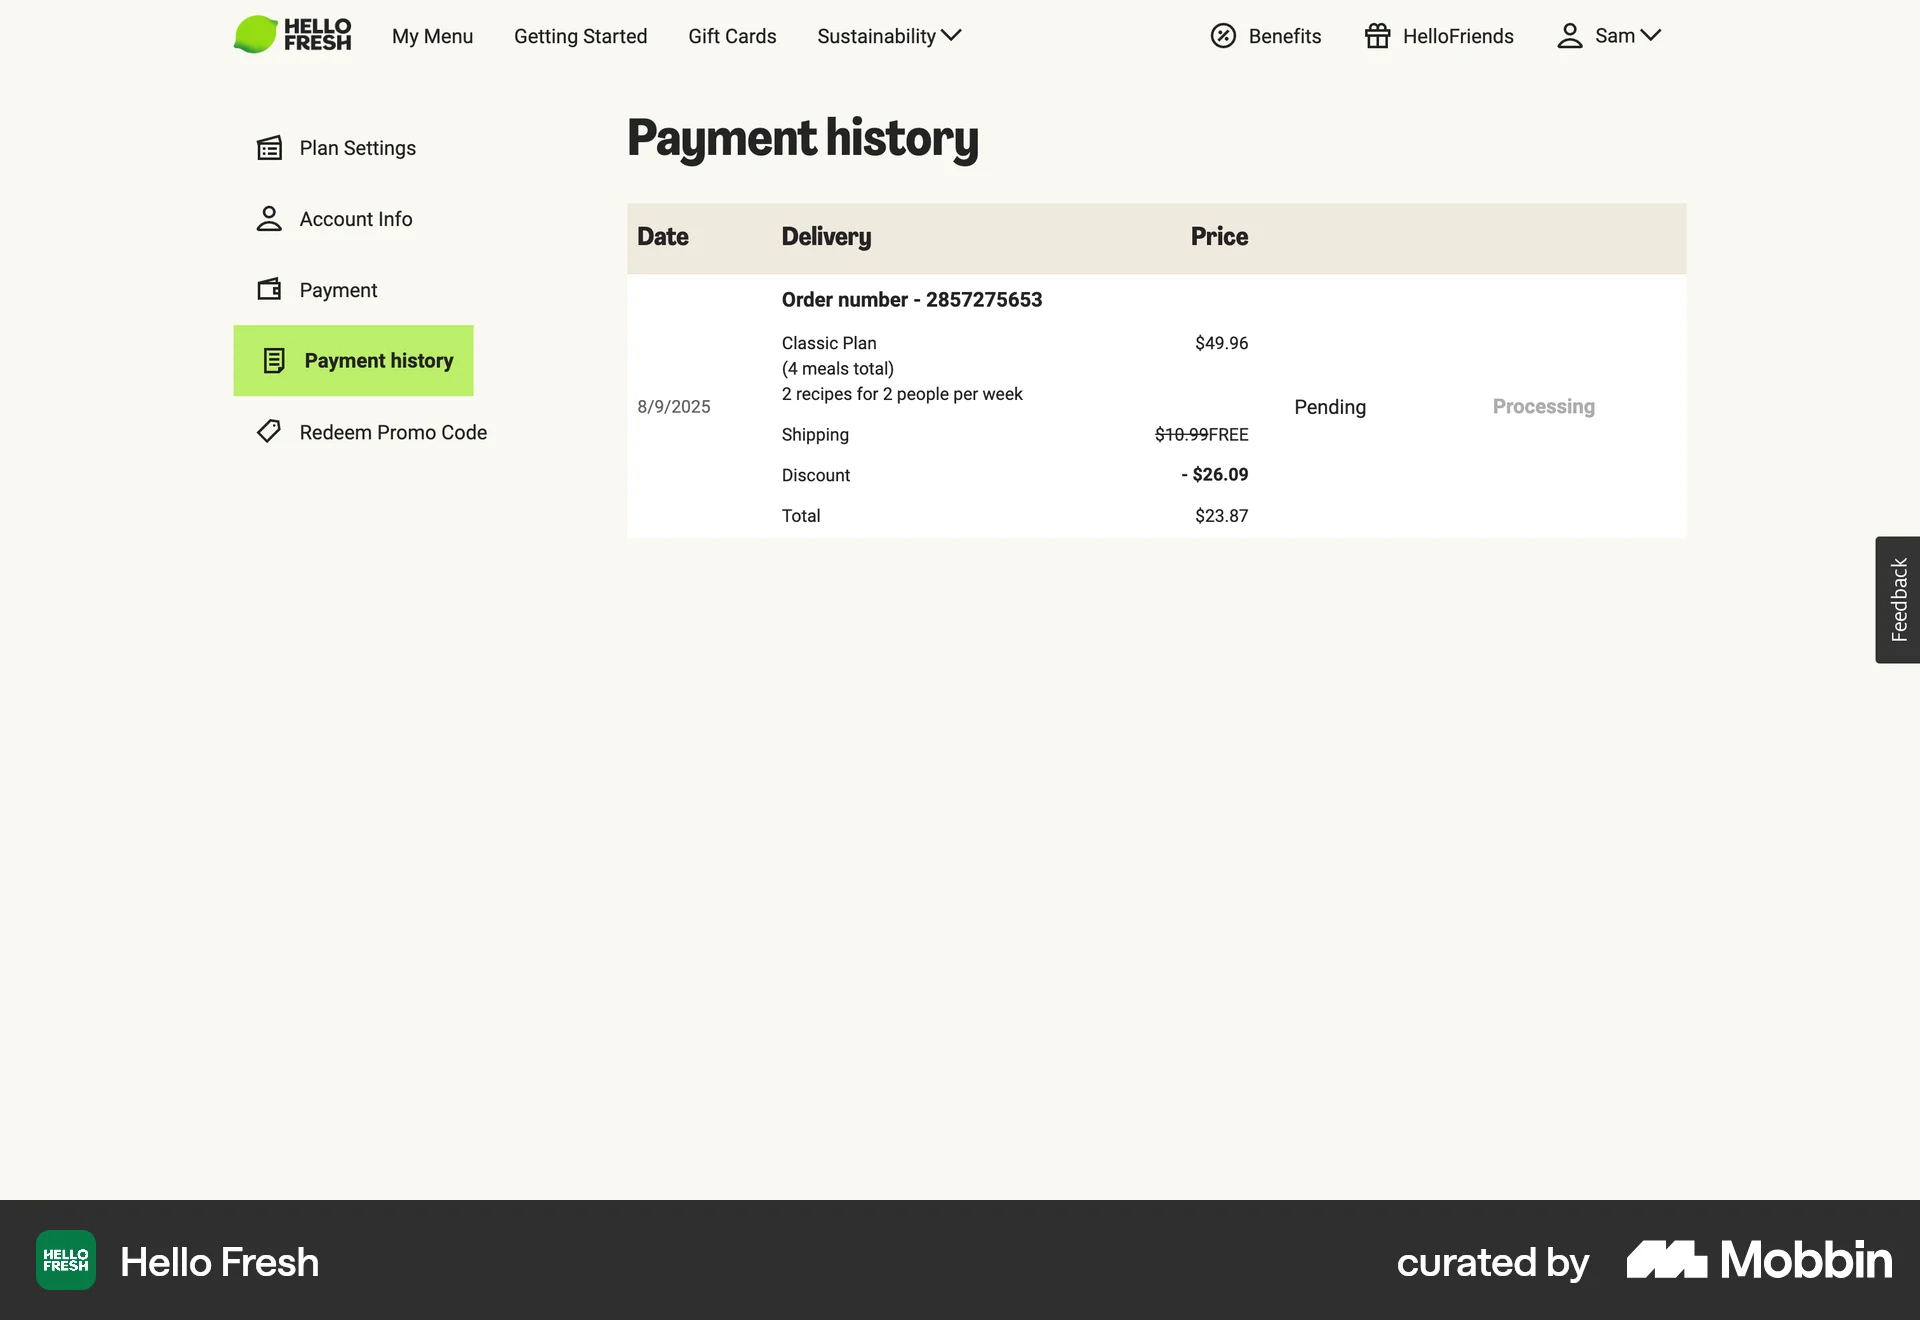 HELLO
FRESH
My Menu
Getting Started
Gift Cards
Sustainability
Benefits
HelloFriends
Sam
Plan Settings
Account Info
Payment
Payment history
Redeem Promo Code
Payment history
Date Delivery Price
Order number - 2857275653
Classic Plan $49.96
(4 meals total)
2 recipes for 2 people per week
8/9/2025 Pending Processing
Shipping $10.99FREE
Discount - $26.09
Total $23.87
Feedback
HELLO
FRESH
Hello Fresh
curated by Mobbin